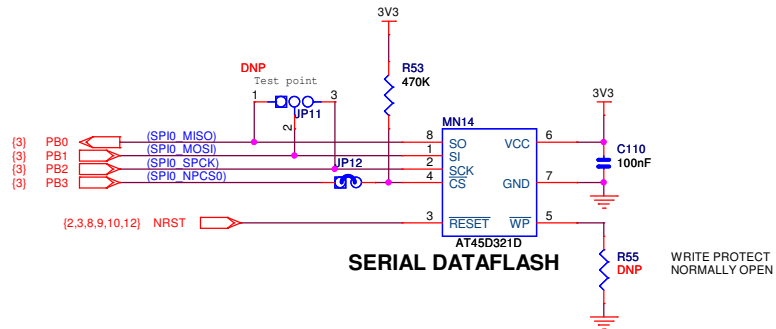 3V3
DNP
Test point
1 3
JP11
2
R53
470K
3V3
MN14
{3} PB0 (SPI0_MISO) 8 SO VCC 6
{3} PB1 (SPI0_MOSI) 1 SI
{3} PB2 (SPI0_SPCK) 2 SCK
{3} PB3 (SPI0_NPCS0) JP12 4 CS GND 7
C110
100nF
{2,3,8,9,10,12} NRST 3 RESET WP 5
AT45D321D
SERIAL DATAFLASH
R55
DNP
WRITE PROTECT
NORMALLY OPEN